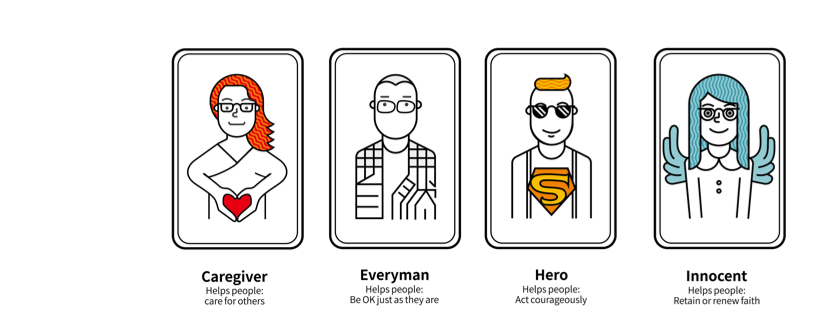 Caregiver
Helps people:
care for others
Everyman
Helps people:
Be OK just as they are
Hero
Helps people:
Act courageously
Innocent
Helps people:
Retain or renew faith
S